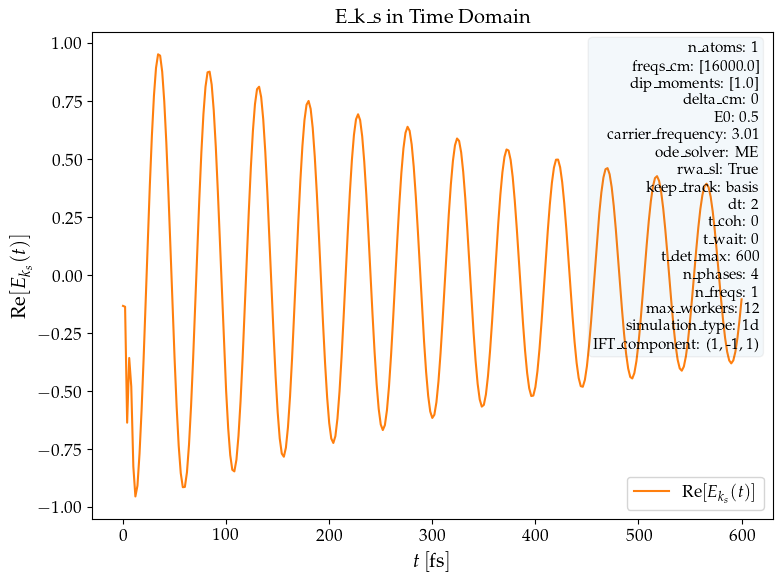 E_k_s in Time Domain
n_atoms: 1
freqs_cm: [16000.0]
dip_moments: [1.0]
delta_cm: 0
E0: 0.5
carrier_frequency: 3.01
ode_solver: ME
rwa_sl: True
keep_track: basis
dt: 2
t_coh: 0
t_wait: 0
t_det_max: 600
n_phases: 4
n_freqs: 1
max_workers: 12
simulation_type: 1d
IFT_component: (1, -1, 1)
1.00
0.75
0.50
0.25
0.00
−0.25
−0.50
−0.75
−1.00
Re[E_{k_s}(t)]
Re[E_{k_s}(t)]
0 100 200 300 400 500 600
t [fs]